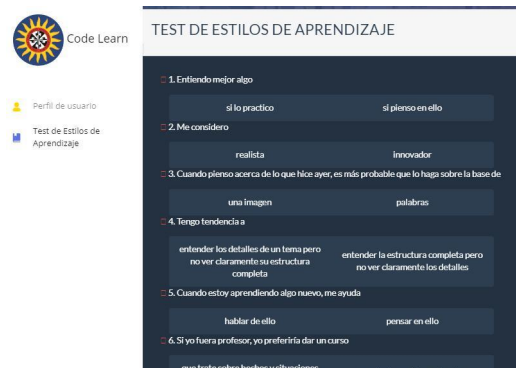 Code Learn
TEST DE ESTILOS DE APRENDIZAJE
Perfil de usuario
Test de Estilos de
Aprendizaje
1. Entiendo mejor algo
si lo practico
si pienso en ello
2. Me considero
realista
innovador
3. Cuando pienso acerca de lo que hice ayer, es más probable que lo haga sobre la base de
una imagen
palabras
4. Tengo tendencia a
entender los detalles de un tema pero
no ver claramente su estructura
completa
entender la estructura completa pero
no ver claramente los detalles
5. Cuando estoy aprendiendo algo nuevo, me ayuda
hablar de ello
pensar en ello
6. Si yo fuera profesor, yo preferiría dar un curso
que trate sobre hechos y situaciones